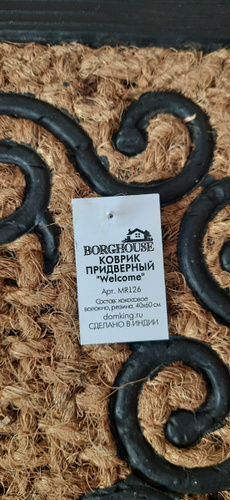 BORGHOUSE
КОВРИК
ПРИДВЕРНЫЙ
"Welcome"
Арт. MR126
Состав: кокосовое
волокно, резина. 40х60 см
domking.ru
СДЕЛАНО В ИНДИИ